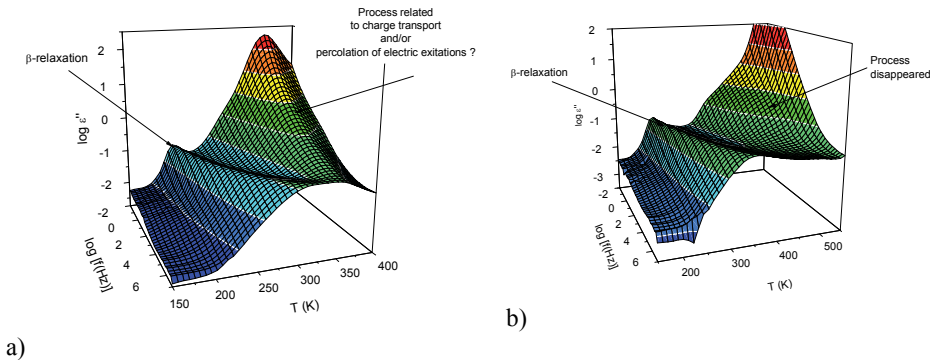 Process related
to charge transport
and/or
percolation of electric exitations ?
β-relaxation
log ε"
2
1
0
-1
-2
-2
0
2
4
6
log [f(Hz)]
150
200
250
300
350
400
T (K)
a)
β-relaxation
Process
disappeared
log ε"
2
1
0
-1
-2
-3
-2
0
2
4
6
log [f(Hz)]
200
300
400
500
T (K)
b)